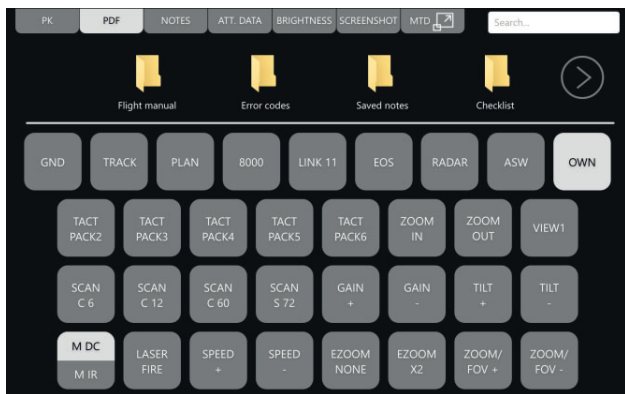 PK PDF NOTES ATT. DATA BRIGHTNESS SCREENSHOT MTD Search...
Flight manual Error codes Saved notes Checklist
GND TRACK PLAN 8000 LINK 11 EOS RADAR ASW OWN
TACT TACT TACT TACT TACT ZOOM ZOOM VIEW1
PACK2 PACK3 PACK4 PACK5 PACK6 IN OUT
SCAN SCAN SCAN SCAN GAIN GAIN TILT TILT
C 6 C 12 C 60 S 72 + - + -
M DC LASER SPEED SPEED EZOOM EZOOM ZOOM/ ZOOM/
M IR FIRE + - NONE X2 FOV + FOV -